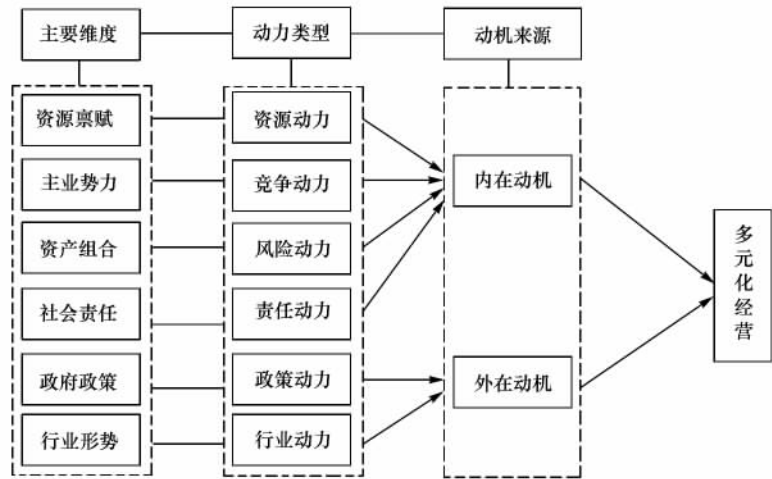 主要维度
动力类型
动机来源
资源禀赋
资源动力
主业势力
竞争动力
内在动机
资产组合
风险动力
多元化经营
社会责任
责任动力
政府政策
政策动力
外在动机
行业形势
行业动力